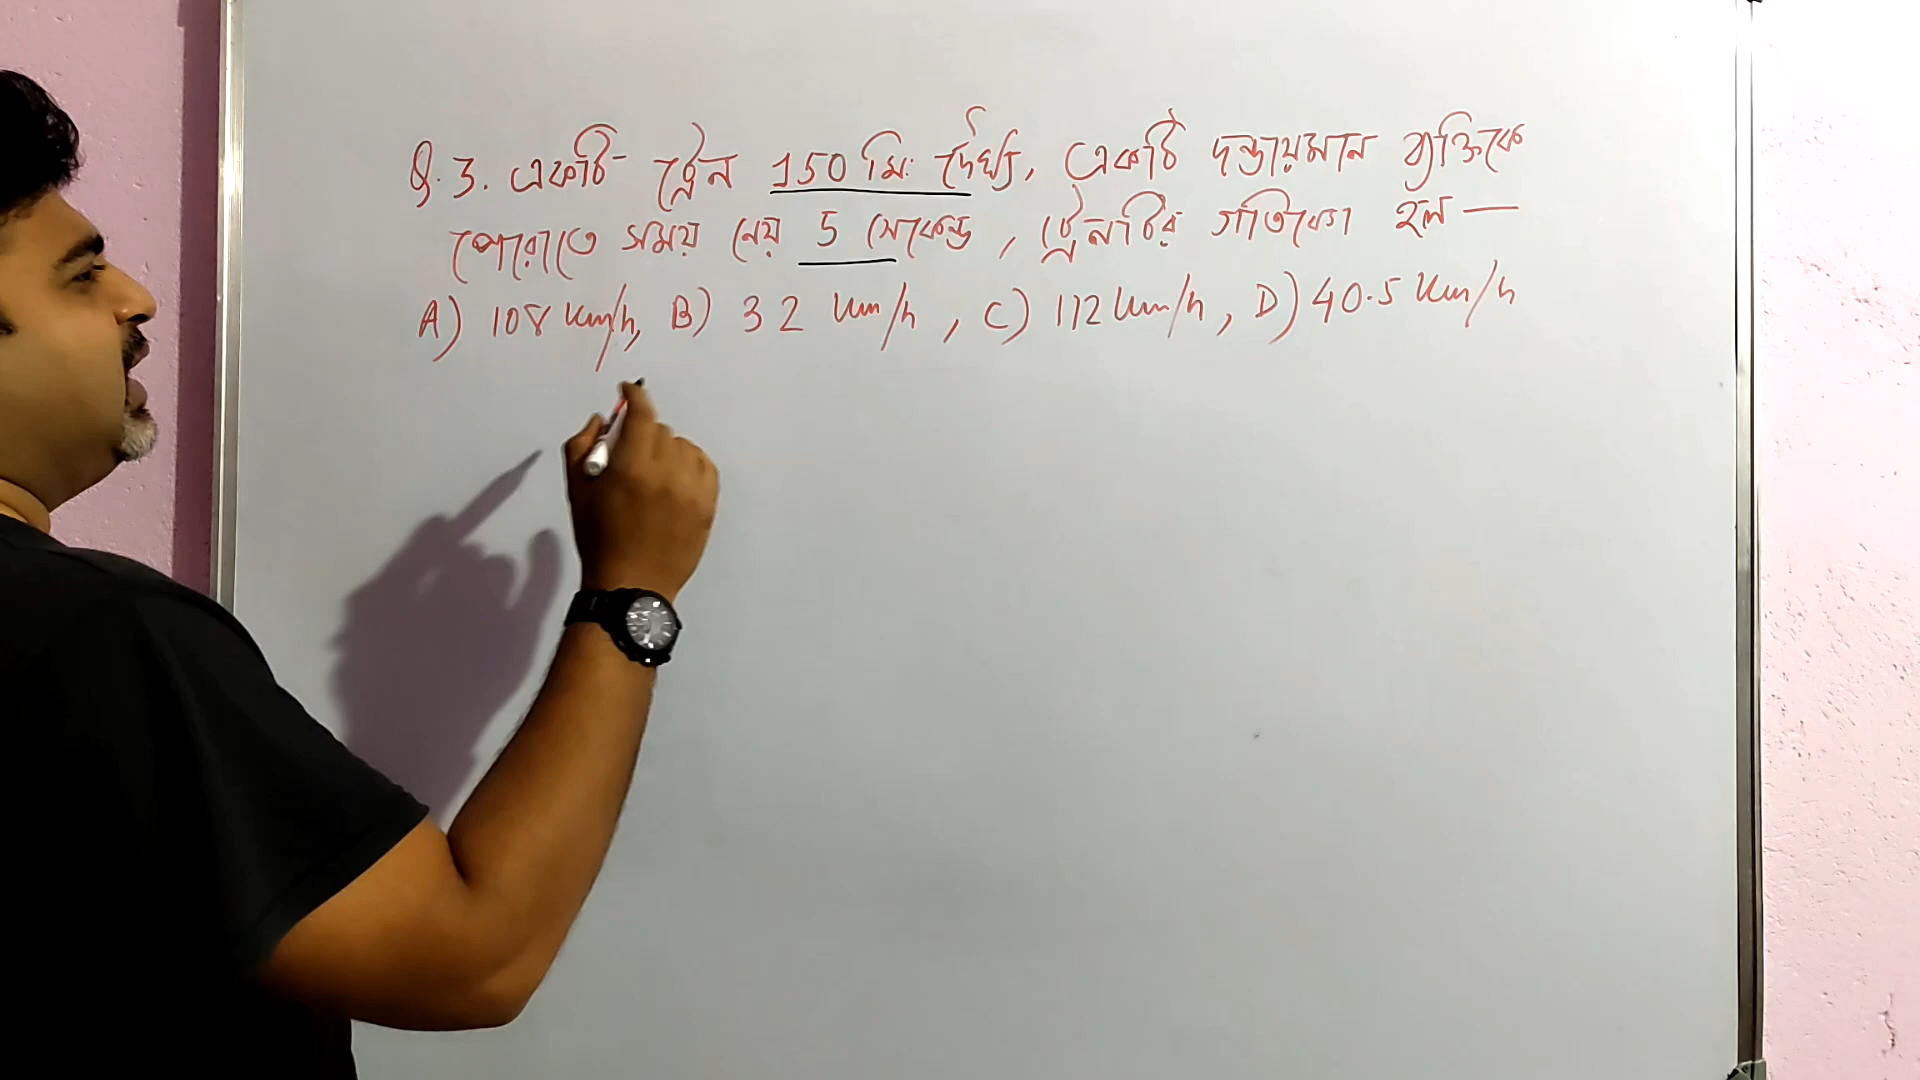 Q.3. একটি ট্রেন 150 মিঃ দৈর্ঘ্য, একটি দন্ডায়মান ব্যক্তিকে
পেরোতে সময় নেয় 5 সেকেন্ড, ট্রেনটির গতিবেগ হল —
A) 108 Km/h, B) 32 Km/h, C) 112 Km/h, D) 40.5 Km/h